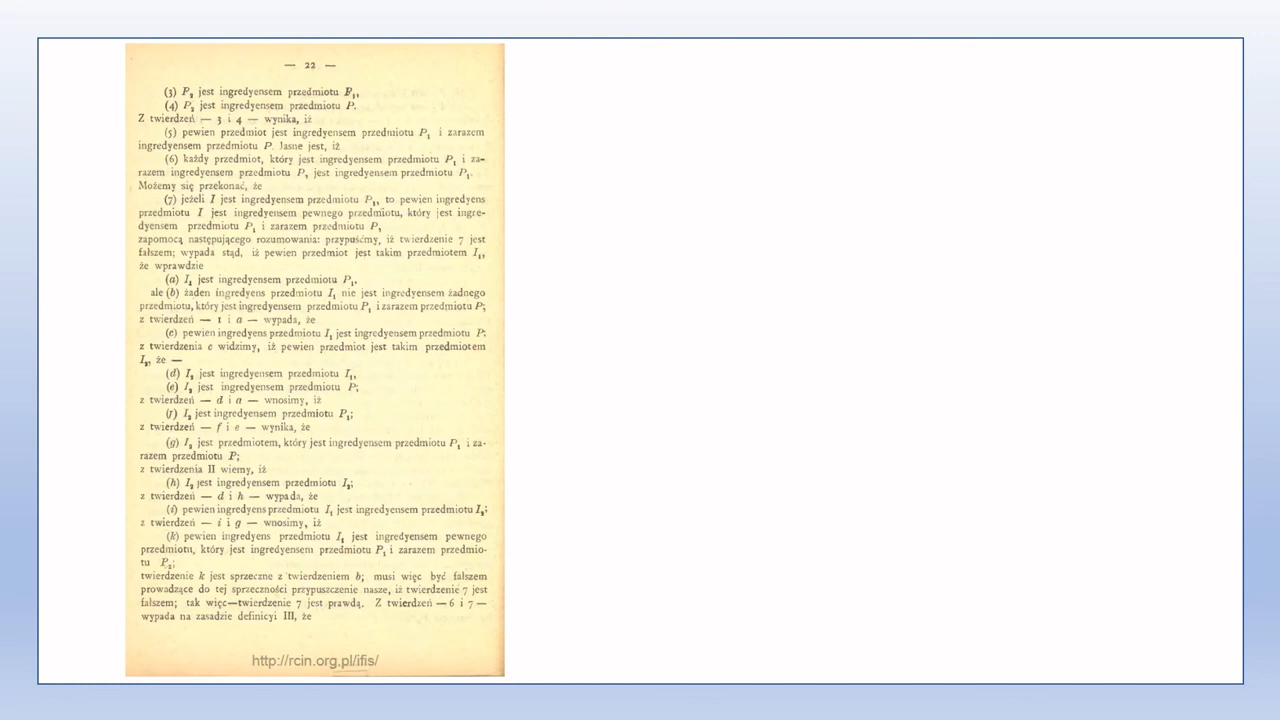 — 22 —
(3) P₂ jest ingredyensem przedmiotu P₁,
(4) P₂ jest ingredyensem przedmiotu P.
Z twierdzeń — 3 i 4 — wynika, iż
(5) pewien przedmiot jest ingredyensem przedmiotu P₁ i zarazem
ingredyensem przedmiotu P. Jasne jest, iż
(6) każdy przedmiot, który jest ingredyensem przedmiotu P₁ i za-
razem ingredyensem przedmiotu P, jest ingredyensem przedmiotu P₁.
Możemy się przekonać, że
(7) jeżeli I jest ingredyensem przedmiotu P₁, to pewien ingredyens
przedmiotu I jest ingredyensem pewnego przedmiotu, który jest ingre-
dyensem przedmiotu P₁ i zarazem przedmiotu P,
zapomocą następującego rozumowania: przypuśćmy, iż twierdzenie 7 jest
fałszem; wypada stąd, iż pewien przedmiot jest takim przedmiotem I₁,
że wprawdzie
(a) I₁ jest ingredyensem przedmiotu P₁,
ale (b) żaden ingredyens przedmiotu I₁ nie jest ingredyensem żadnego
przedmiotu, który jest ingredyensem przedmiotu P₁ i zarazem przedmiotu P;
z twierdzeń — 1 i a — wypada, że
(c) pewien ingredyens przedmiotu I₁ jest ingredyensem przedmiotu P:
z twierdzenia c widzimy, iż pewien przedmiot jest takim przedmiotem
I₂, że —
(d) I₂ jest ingredyensem przedmiotu I₁,
(e) I₂ jest ingredyensem przedmiotu P;
z twierdzeń — d i a — wnosimy, iż
(f) I₂ jest ingredyensem przedmiotu P₁;
z twierdzeń — f i e — wynika, że
(g) I₂ jest przedmiotem, który jest ingredyensem przedmiotu P₁ i za-
razem przedmiotu P;
z twierdzenia II wiemy, iż
(h) I₂ jest ingredyensem przedmiotu I₂;
z twierdzeń — d i h — wypada, że
(i) pewien ingredyens przedmiotu I₁ jest ingredyensem przedmiotu I₂;
z twierdzeń — i i g — wnosimy, iż
(k) pewien ingredyens przedmiotu I₁ jest ingredyensem pewnego
przedmiotu, który jest ingredyensem przedmiotu P₁ i zarazem przedmio-
tu P₂;
twierdzenie k jest sprzeczne z twierdzeniem b; musi więc być fałszem
prowadzące do tej sprzeczności przypuszczenie nasze, iż twierdzenie 7 jest
fałszem; tak więc—twierdzenie 7 jest prawdą. Z twierdzeń — 6 i 7 —
wypada na zasadzie definicyi III, że
http://rcin.org.pl/ifis/